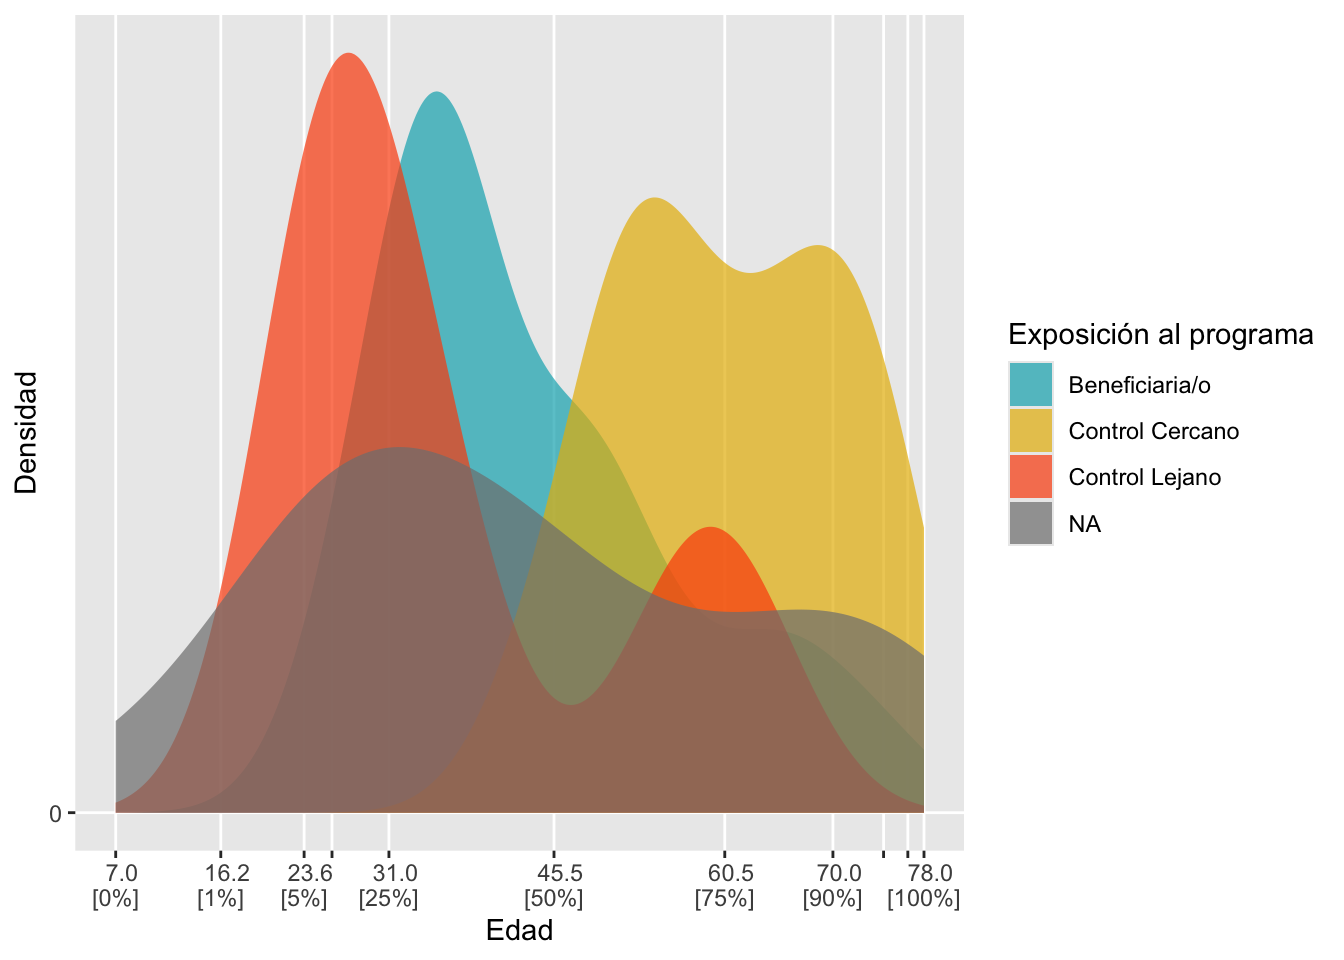 Densidad
0
7.0 16.2 23.6 31.0 45.5 60.5 70.0 78.0
[0%] [1%] [5%] [25%] [50%] [75%] [90%] [100%]
Edad
Exposición al programa
Beneficiaria/o
Control Cercano
Control Lejano
NA